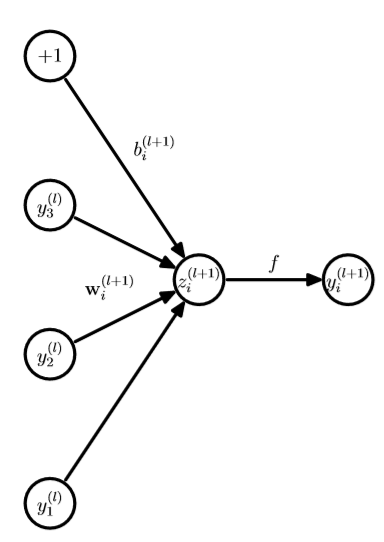 +1
b_i^{(l+1)}
y_3^{(l)}
w_i^{(l+1)}
z_i^{(l+1)}
f
y_i^{(l+1)}
y_2^{(l)}
y_1^{(l)}